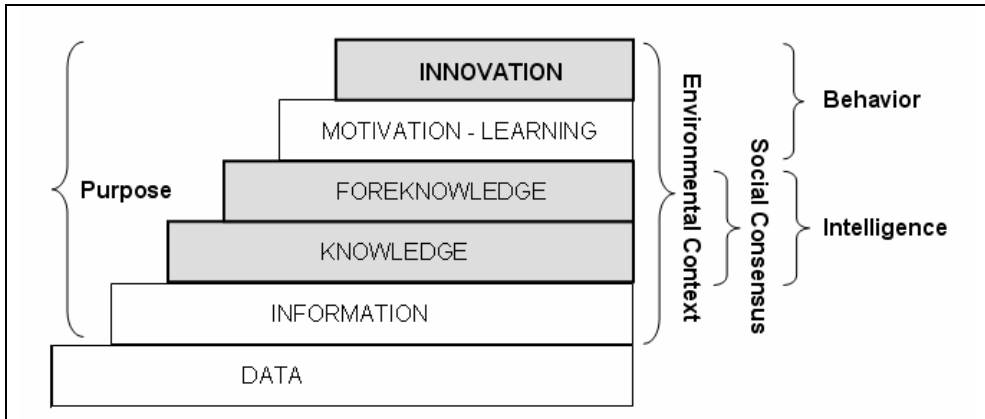 INNOVATION
MOTIVATION - LEARNING
FOREKNOWLEDGE
KNOWLEDGE
INFORMATION
DATA
Purpose
Environmental Context
Social Consensus
Behavior
Intelligence